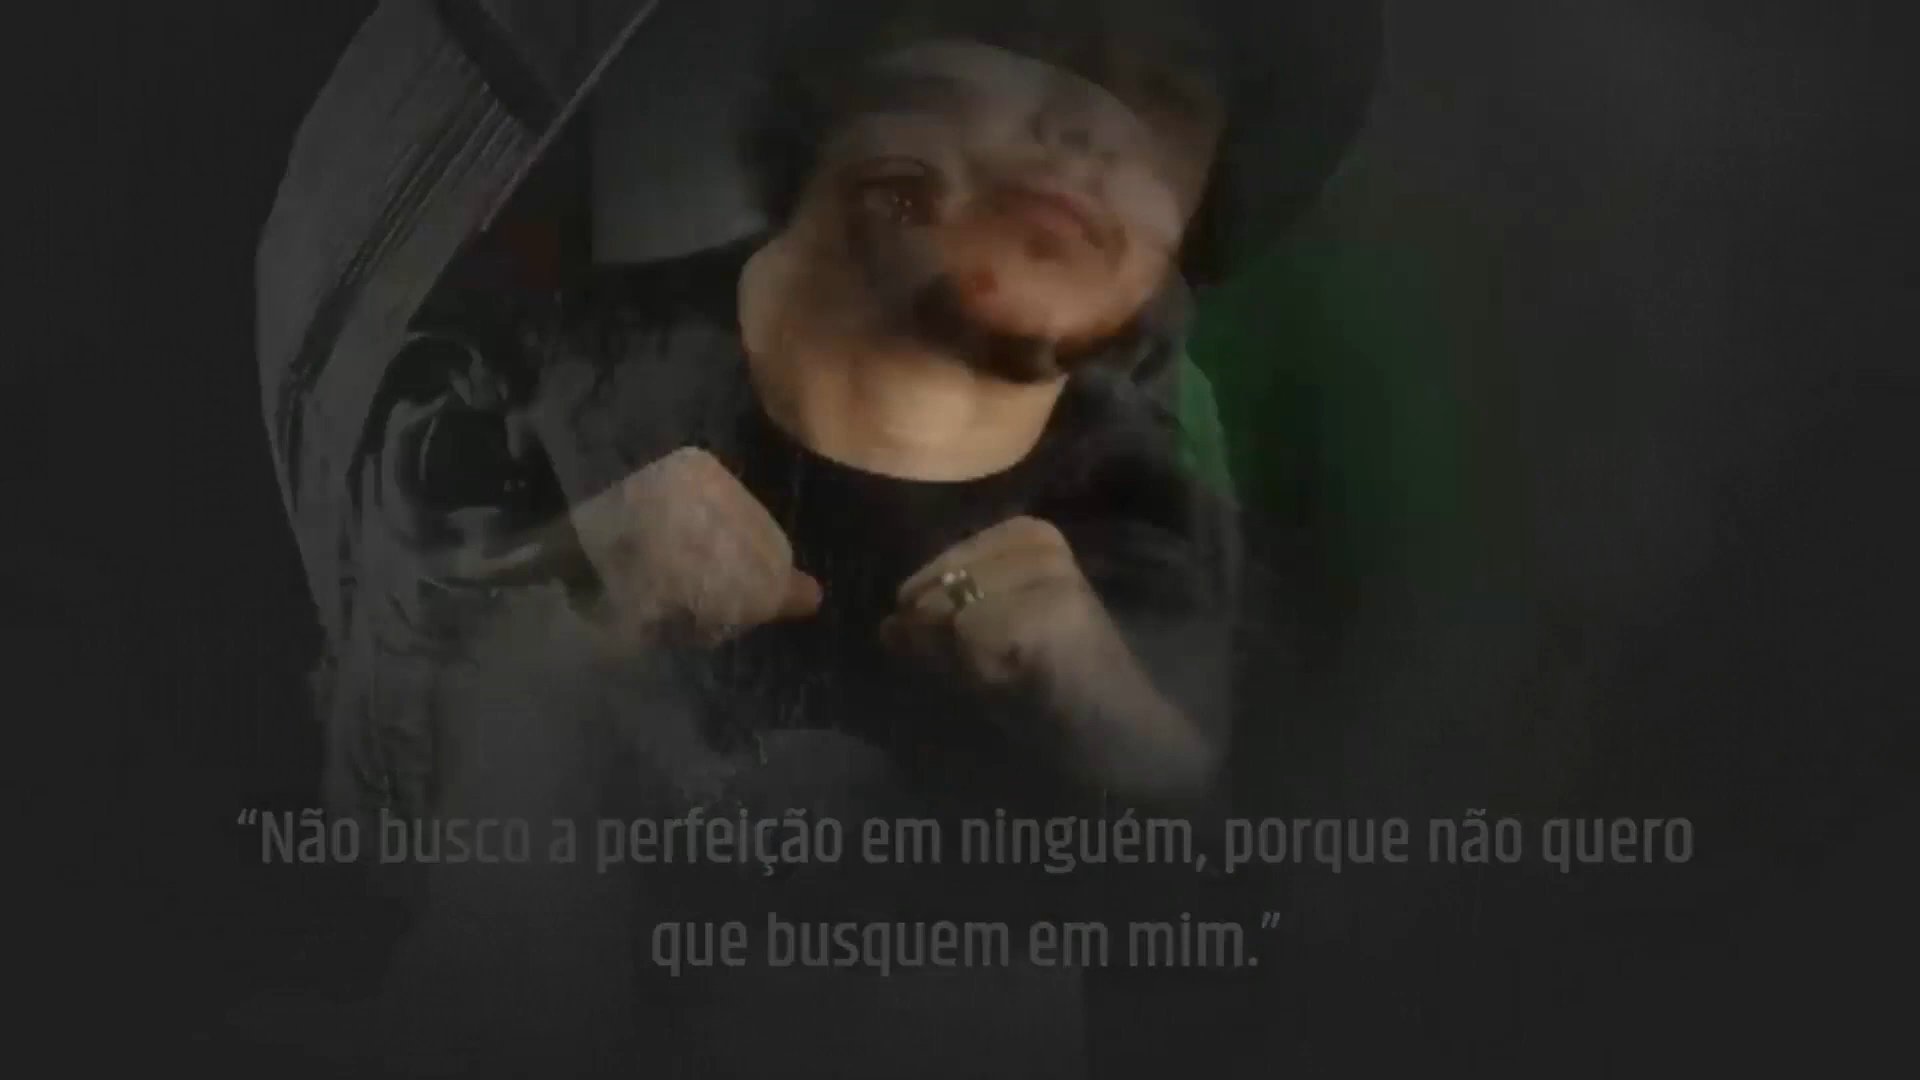 “Não busco a perfeição em ninguém, porque não quero
que busquem em mim.”